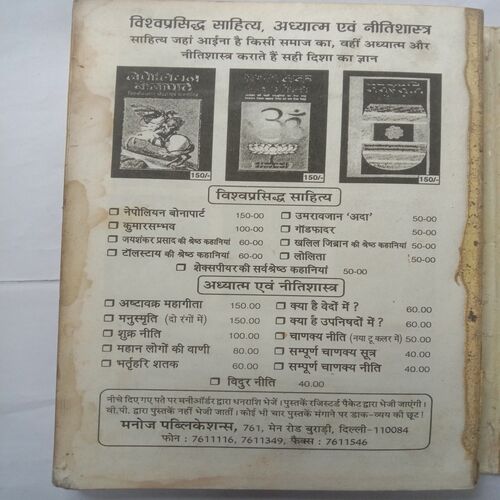 विश्वप्रसिद्ध साहित्य, अध्यात्म एवं नीतिशास्त्र
साहित्य जहां आईना है किसी समाज का, वहीं अध्यात्म और
नीतिशास्त्र कराते हैं सही दिशा का ज्ञान
नेपोलियन
बोनापार्ट
150/-
150/-
मनुस्मृति
150/-
विश्वप्रसिद्ध साहित्य
नेपोलियन बोनापार्ट 150-00
कुमारसम्भव 100-00
जयशंकर प्रसाद की श्रेष्ठ कहानियां 60-00
टॉलस्टाय की श्रेष्ठ कहानियां 60-00
उमरावजान 'अदा' 50-00
गॉडफादर 50-00
खलिल जिब्रान की श्रेष्ठ कहानियां 50-00
लोलिता 150-00
शेक्सपीयर की सर्वश्रेष्ठ कहानियां 50-00
अध्यात्म एवं नीतिशास्त्र
अष्टावक्र महागीता 150.00
मनुस्मृति (दो रंगों में) 150.00
शुक्र नीति 100.00
महान लोगों की वाणी 80.00
भर्तृहरि शतक 60.00
क्या है वेदों में ? 60.00
क्या है उपनिषदों में ? 60.00
चाणक्य नीति (नया टू कलर में) 50.00
सम्पूर्ण चाणक्य सूत्र 40.00
सम्पूर्ण चाणक्य नीति 40.00
विदुर नीति 40.00
नीचे दिए गए पते पर मनीऑर्डर द्वारा धनराशि भेजें। पुस्तकें रजिस्टर्ड पैकेट द्वारा भेजी जाएंगी।
वी.पी. द्वारा पुस्तकें नहीं भेजी जातीं। कोई भी चार पुस्तकें मंगाने पर डाक-व्यय की छूट!
मनोज पब्लिकेशन्स, 761, मेन रोड बुराड़ी, दिल्ली-110084
फोन : 7611116, 7611349, फैक्स : 7611546